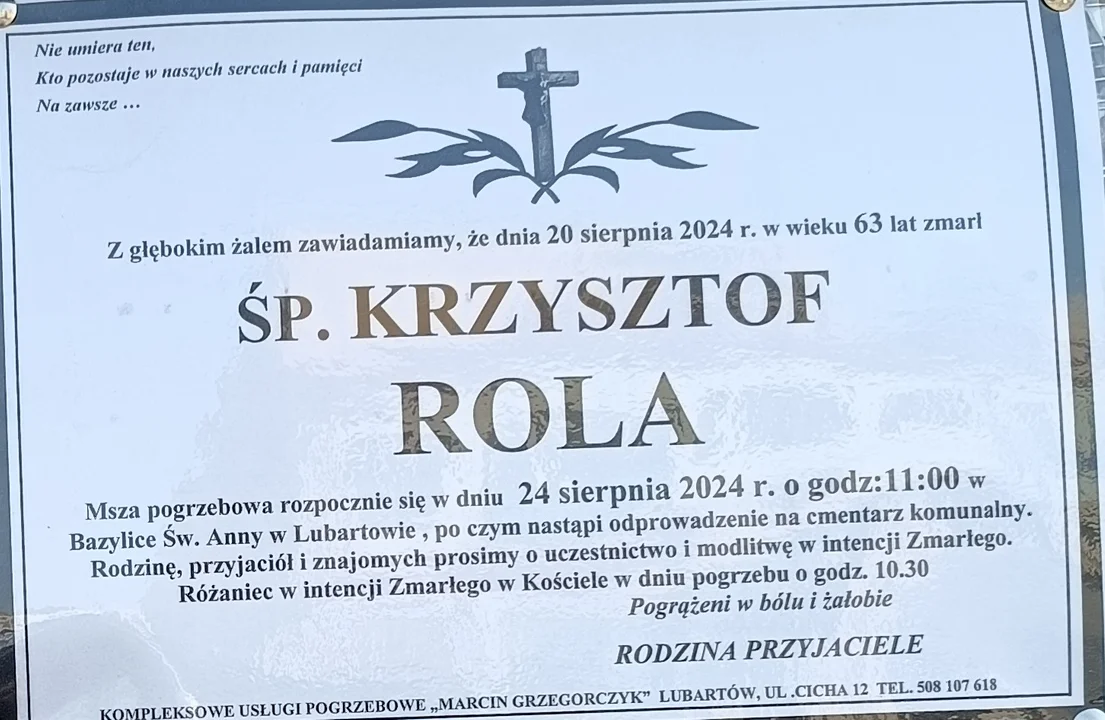 Nie umiera ten,
Kto pozostaje w naszych sercach i pamięci
Na zawsze ...
Z głębokim żalem zawiadamiamy, że dnia 20 sierpnia 2024 r. w wieku 63 lat zmarł
ŚP. KRZYSZTOF
ROLA
Msza pogrzebowa rozpocznie się w dniu 24 sierpnia 2024 r. o godz:11:00 w
Bazylice Św. Anny w Lubartowie , po czym nastąpi odprowadzenie na cmentarz komunalny.
Rodzinę, przyjaciół i znajomych prosimy o uczestnictwo i modlitwę w intencji Zmarłego.
Różaniec w intencji Zmarłego w Kościele w dniu pogrzebu o godz. 10.30
Pogrążeni w bólu i żałobie
RODZINA PRZYJACIELE
KOMPLEKSOWE USŁUGI POGRZEBOWE „MARCIN GRZEGORCZYK” LUBARTÓW, UL .CICHA 12 TEL. 508 107 618